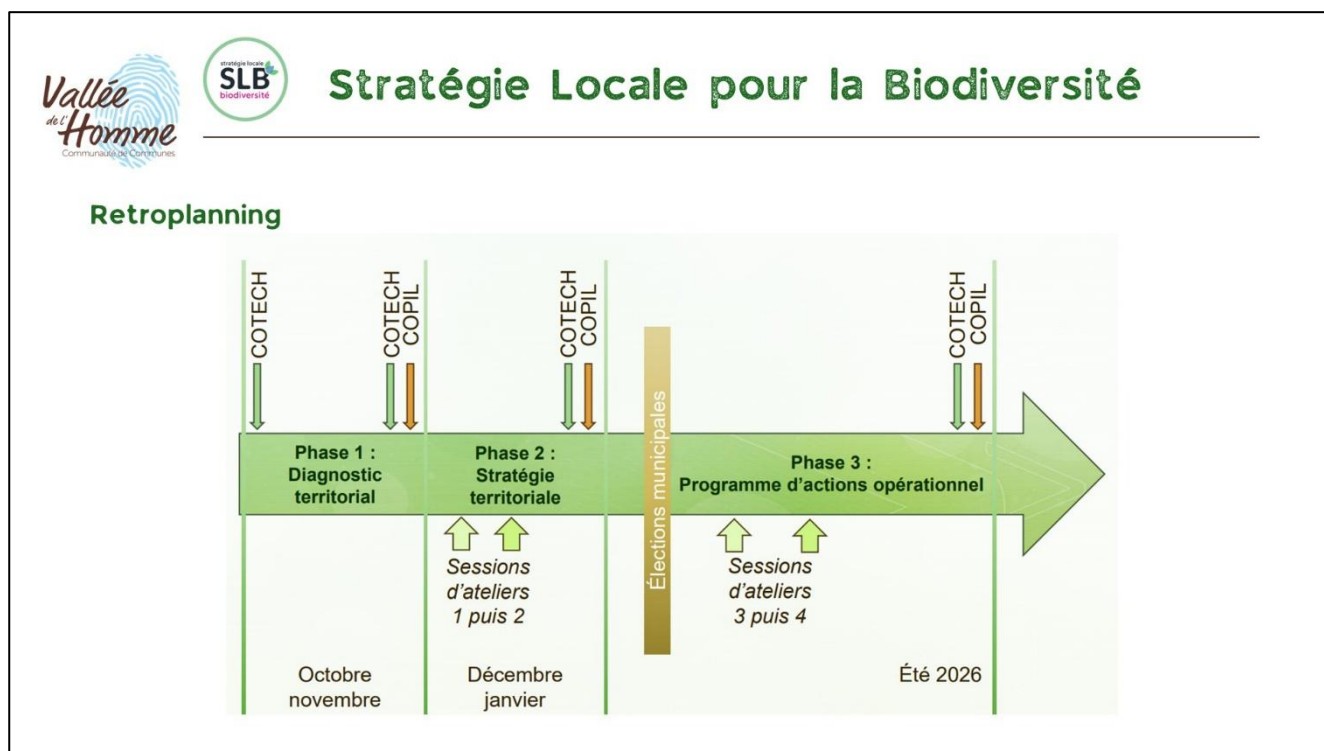 Vallée
de l'
Homme
Communauté de Communes
stratégie locale
SLB
biodiversité
Stratégie Locale pour la Biodiversité
Retroplanning
COTECH
COTECH
COPIL
COTECH
COPIL
COTECH
COPIL
Phase 1 :
Diagnostic
territorial
Phase 2 :
Stratégie
territoriale
Élections municipales
Phase 3 :
Programme d'actions opérationnel
Sessions
d'ateliers
1 puis 2
Sessions
d'ateliers
3 puis 4
Octobre
novembre
Décembre
janvier
Été 2026